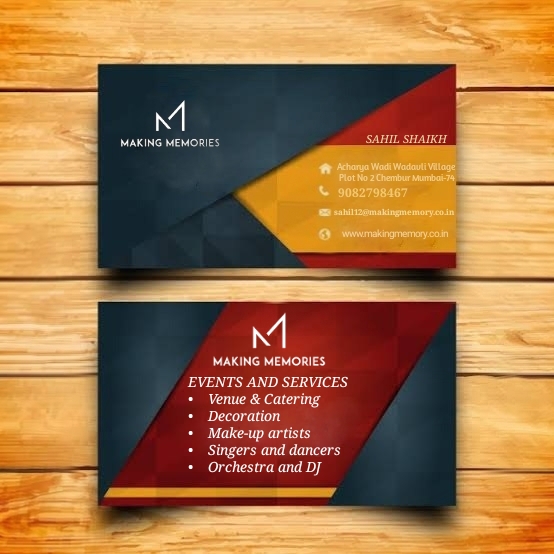 MAKING MEMORIES
SAHIL SHAIKH
Acharya Wadi Wadavli Village
Plot No 2 Chembur Mumbai-74
9082798467
sahil12@makingmemory.co.in
www.makingmemory.co.in
MAKING MEMORIES
EVENTS AND SERVICES
• Venue & Catering
• Decoration
• Make-up artists
• Singers and dancers
• Orchestra and DJ